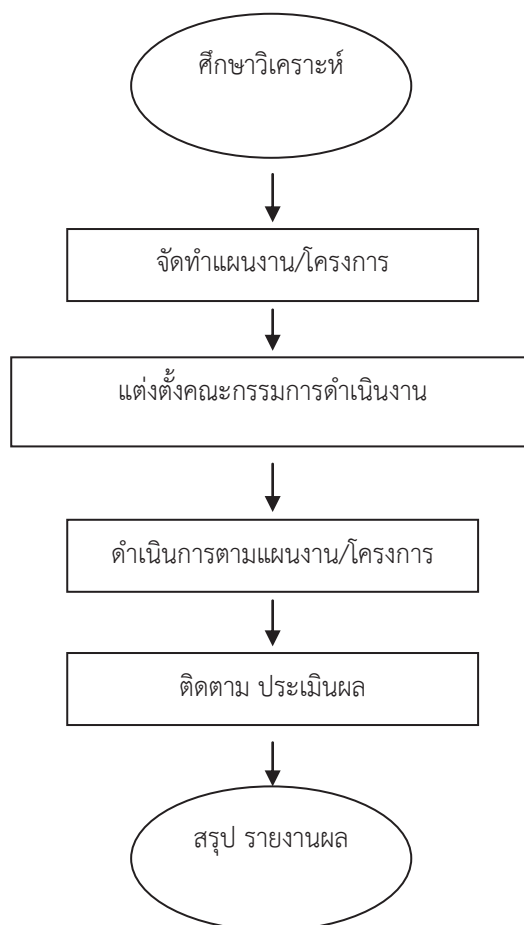 ศึกษาวิเคราะห์
จัดทำแผนงาน/โครงการ
แต่งตั้งคณะกรรมการดำเนินงาน
ดำเนินการตามแผนงาน/โครงการ
ติดตาม ประเมินผล
สรุป รายงานผล